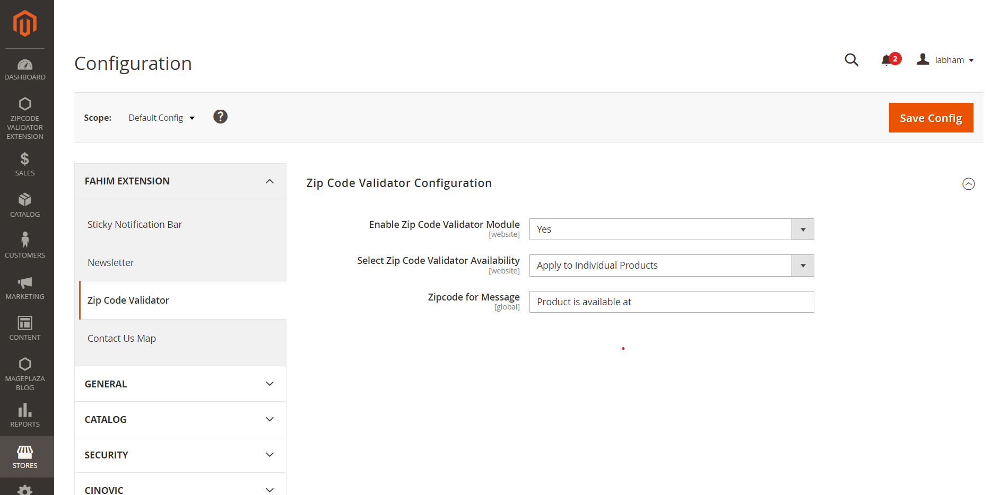 DASHBOARD
ZIPCODE
VALIDATOR
EXTENSION
SALES
CATALOG
CUSTOMERS
MARKETING
CONTENT
MAGEPLAZA
BLOG
REPORTS
STORES
Configuration
2
labham
Scope:
Default Config
?
Save Config
FAHIM EXTENSION
Sticky Notification Bar
Newsletter
Zip Code Validator
Contact Us Map
GENERAL
CATALOG
SECURITY
CINOVIC
Zip Code Validator Configuration
Enable Zip Code Validator Module
[website]
Yes
Select Zip Code Validator Availability
[website]
Apply to Individual Products
Zipcode for Message
[global]
Product is available at